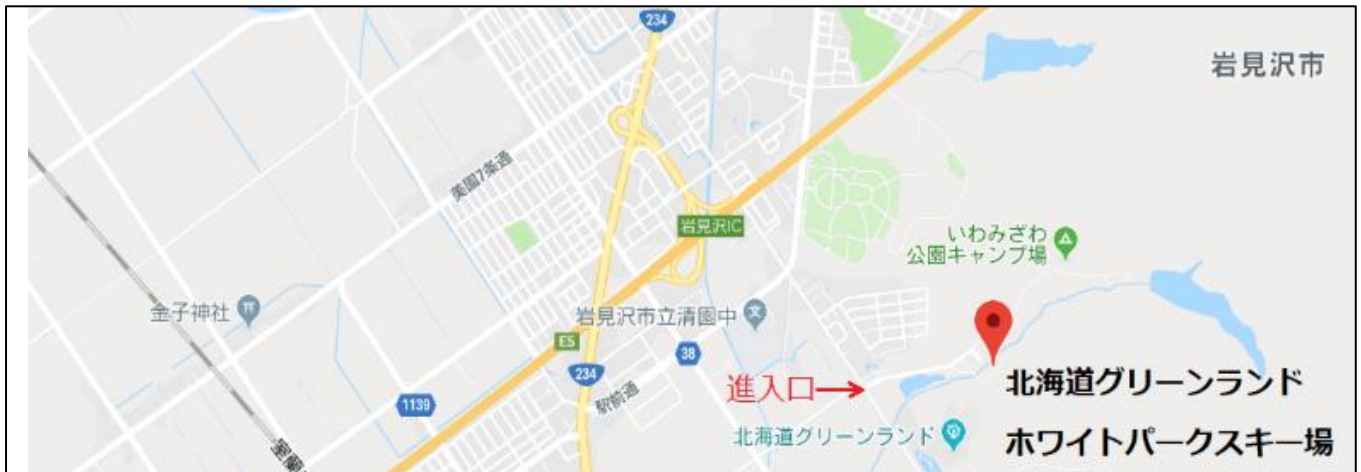 234
岩見沢市
美園7条通
岩見沢IC
いわみざわ
公園キャンプ場
金子神社
岩見沢市立清園中
E5
38
234
駅前通
1139
進入口→
北海道グリーンランド
北海道グリーンランド
ホワイトパークスキー場
室蘭